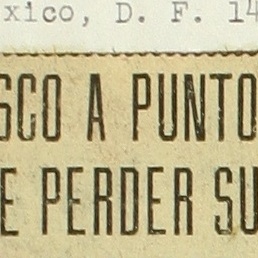 xico, D. F. 14
SCO A PUNTO
E PERDER SU